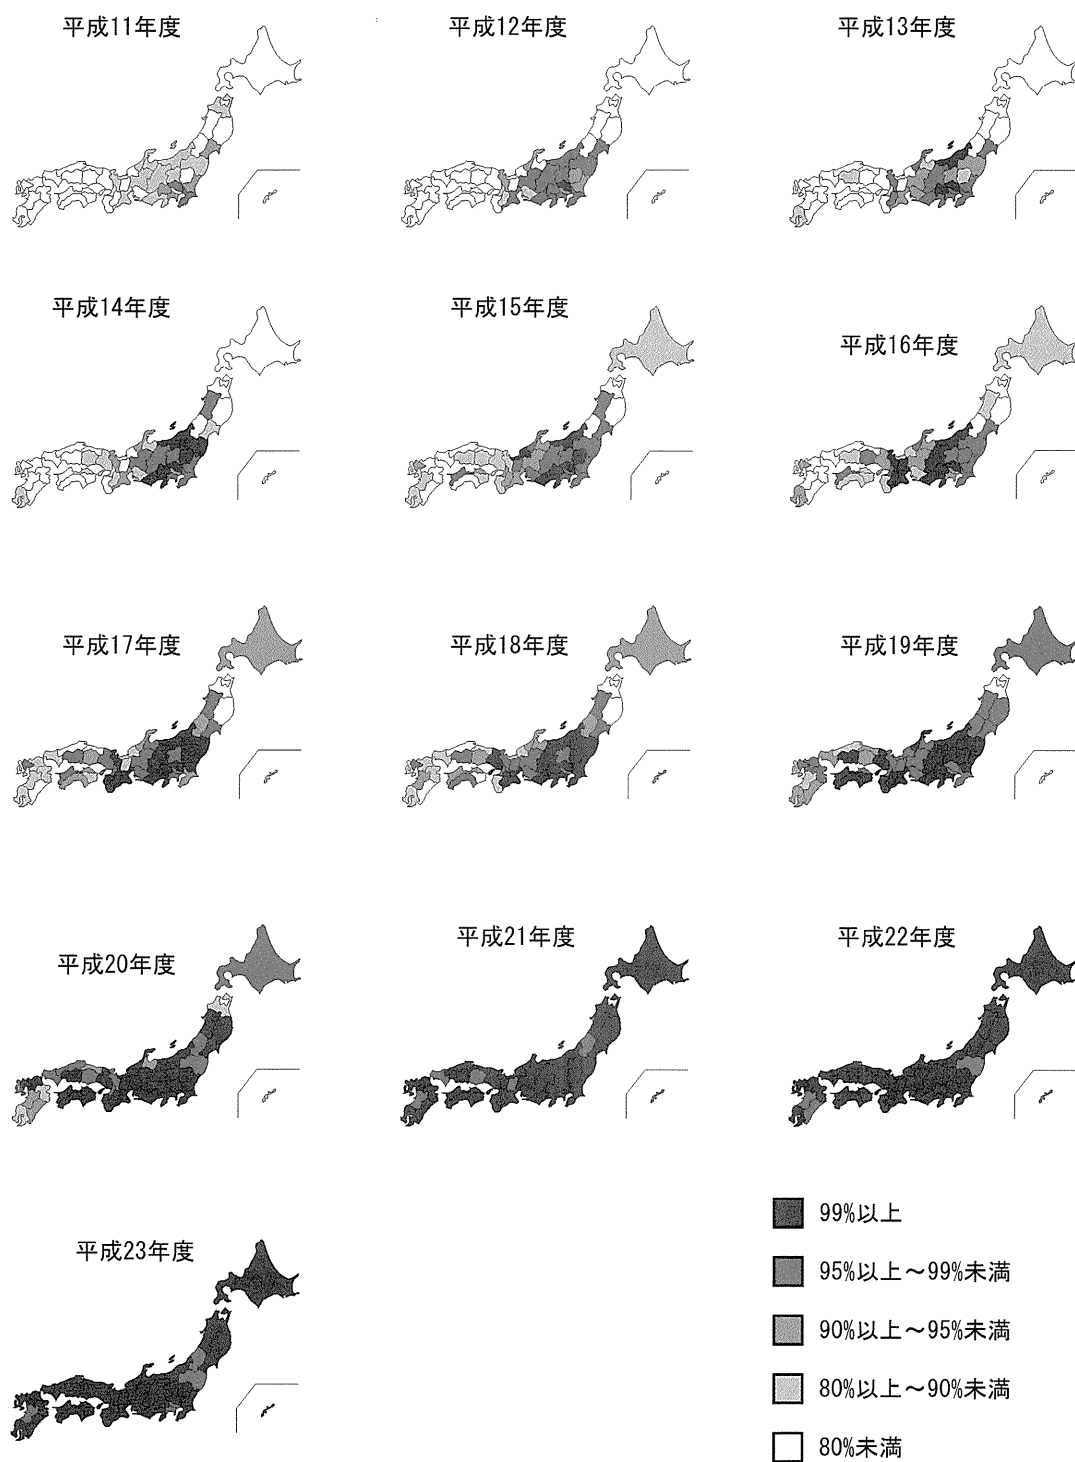 平成11年度
平成12年度
平成13年度
平成14年度
平成15年度
平成16年度
平成17年度
平成18年度
平成19年度
平成20年度
平成21年度
平成22年度
平成23年度
99%以上
95%以上～99%未満
90%以上～95%未満
80%以上～90%未満
80%未満